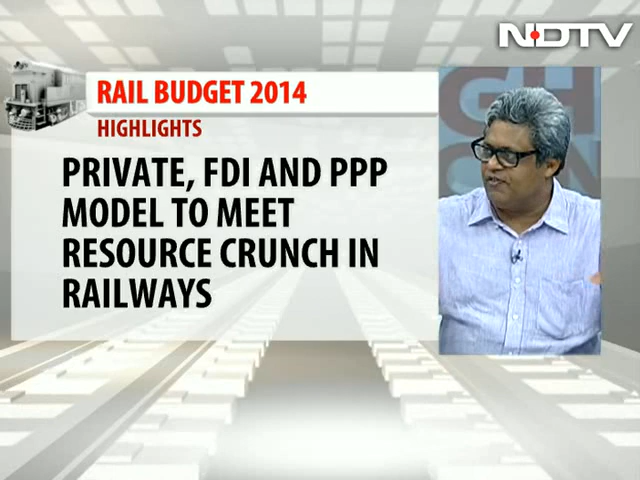 NDTV
RAIL BUDGET 2014
HIGHLIGHTS
PRIVATE, FDI AND PPP
MODEL TO MEET
RESOURCE CRUNCH IN
RAILWAYS